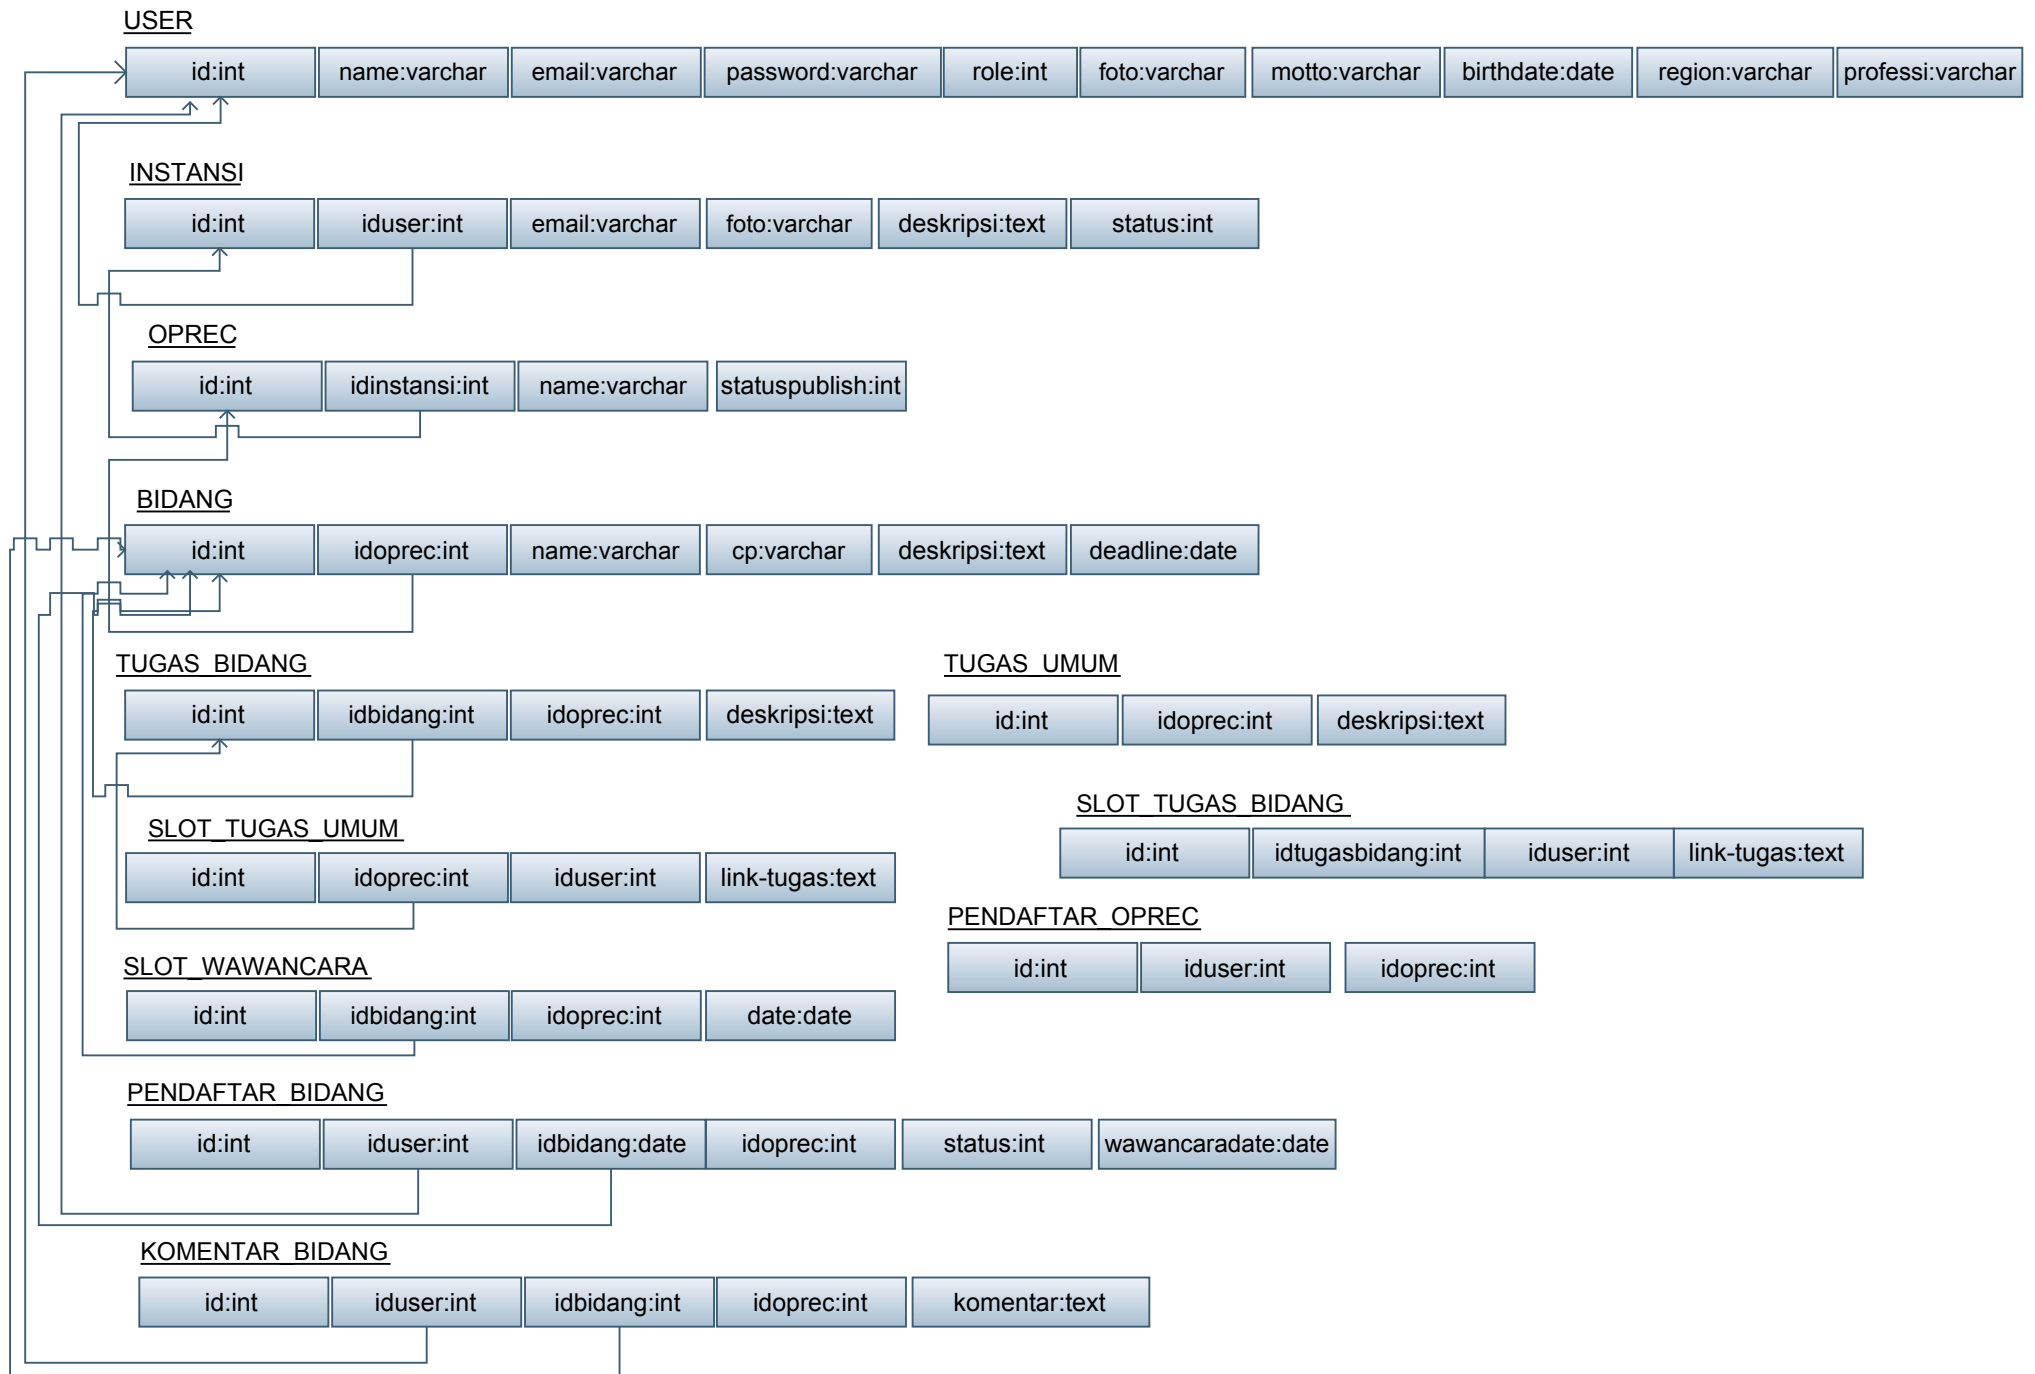 USER
id:int name:varchar email:varchar password:varchar role:int foto:varchar motto:varchar birthdate:date region:varchar professi:varchar
INSTANSI
id:int iduser:int email:varchar foto:varchar deskripsi:text status:int
OPREC
id:int idinstansi:int name:varchar statuspublish:int
BIDANG
id:int idoprec:int name:varchar cp:varchar deskripsi:text deadline:date
TUGAS_BIDANG
id:int idbidang:int idoprec:int deskripsi:text
TUGAS_UMUM
id:int idoprec:int deskripsi:text
SLOT_TUGAS_UMUM
id:int idoprec:int iduser:int link-tugas:text
SLOT_TUGAS_BIDANG
id:int idtugasbidang:int iduser:int link-tugas:text
PENDAFTAR_OPREC
id:int iduser:int idoprec:int
SLOT_WAWANCARA
id:int idbidang:int idoprec:int date:date
PENDAFTAR_BIDANG
id:int iduser:int idbidang:date idoprec:int status:int wawancaradate:date
KOMENTAR_BIDANG
id:int iduser:int idbidang:int idoprec:int komentar:text